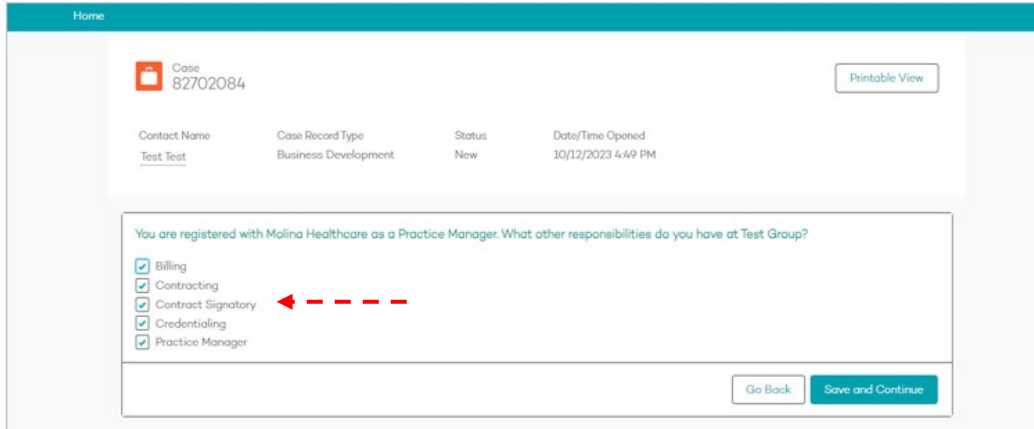 Home
Case
82702084
Printable View
Contact Name Case Record Type Status Date/Time Opened
Test Test Business Development New 10/12/2023 4:49 PM
You are registered with Molina Healthcare as a Practice Manager. What other responsibilities do you have at Test Group?
Billing
Contracting
Contract Signatory
Credentialing
Practice Manager
Go Back Save and Continue